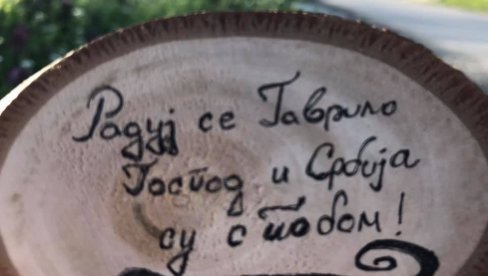 Радуј се Гаврило
Господ и Србија
су с тобом!